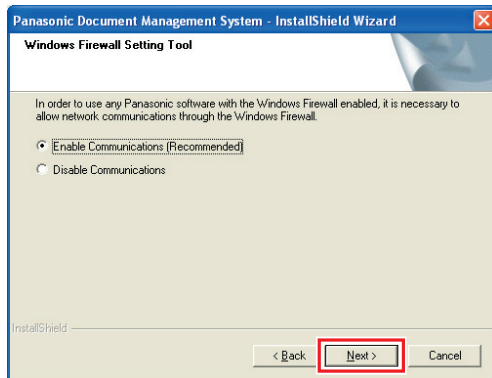 Panasonic Document Management System - InstallShield Wizard
Windows Firewall Setting Tool
In order to use any Panasonic software with the Windows Firewall enabled, it is necessary to
allow network communications through the Windows Firewall.
Enable Communications (Recommended)
Disable Communications
InstallShield
< Back Next > Cancel